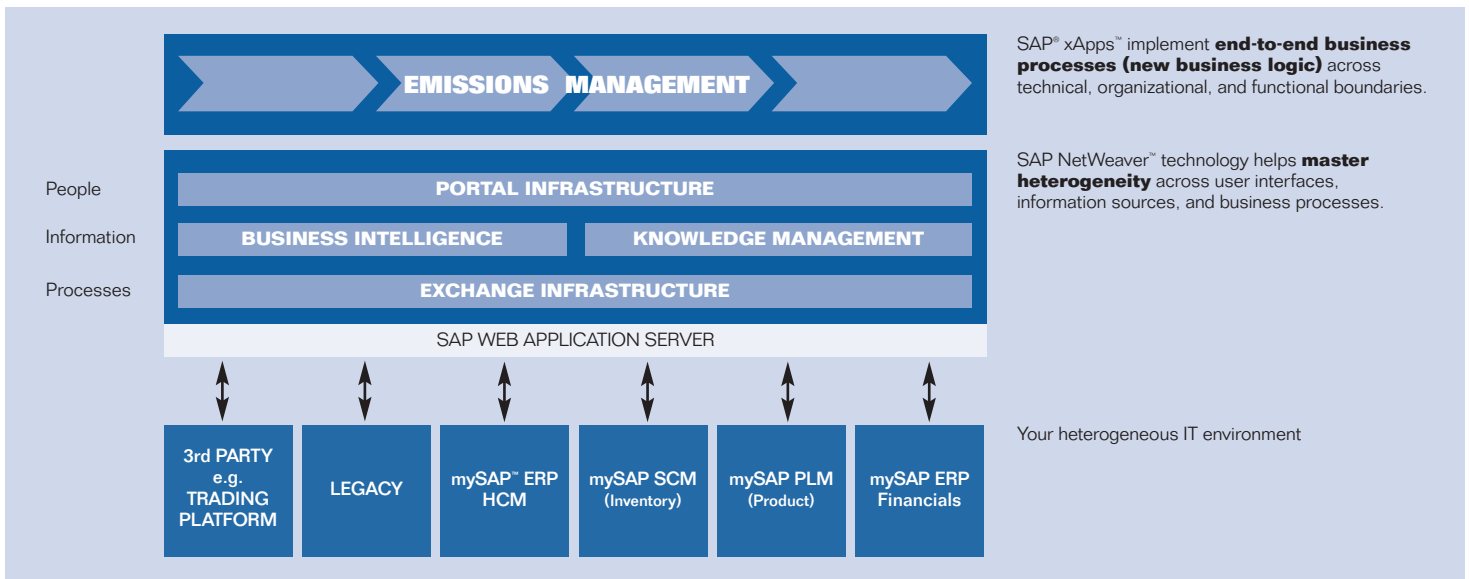 EMISSIONS MANAGEMENT
SAP® xApps™ implement end-to-end business
processes (new business logic) across
technical, organizational, and functional boundaries.
SAP NetWeaver™ technology helps master
heterogeneity across user interfaces,
information sources, and business processes.
People
PORTAL INFRASTRUCTURE
Information
BUSINESS INTELLIGENCE
KNOWLEDGE MANAGEMENT
Processes
EXCHANGE INFRASTRUCTURE
SAP WEB APPLICATION SERVER
3rd PARTY
e.g.
TRADING
PLATFORM
LEGACY
mySAP™ ERP
HCM
mySAP SCM
(Inventory)
mySAP PLM
(Product)
mySAP ERP
Financials
Your heterogeneous IT environment